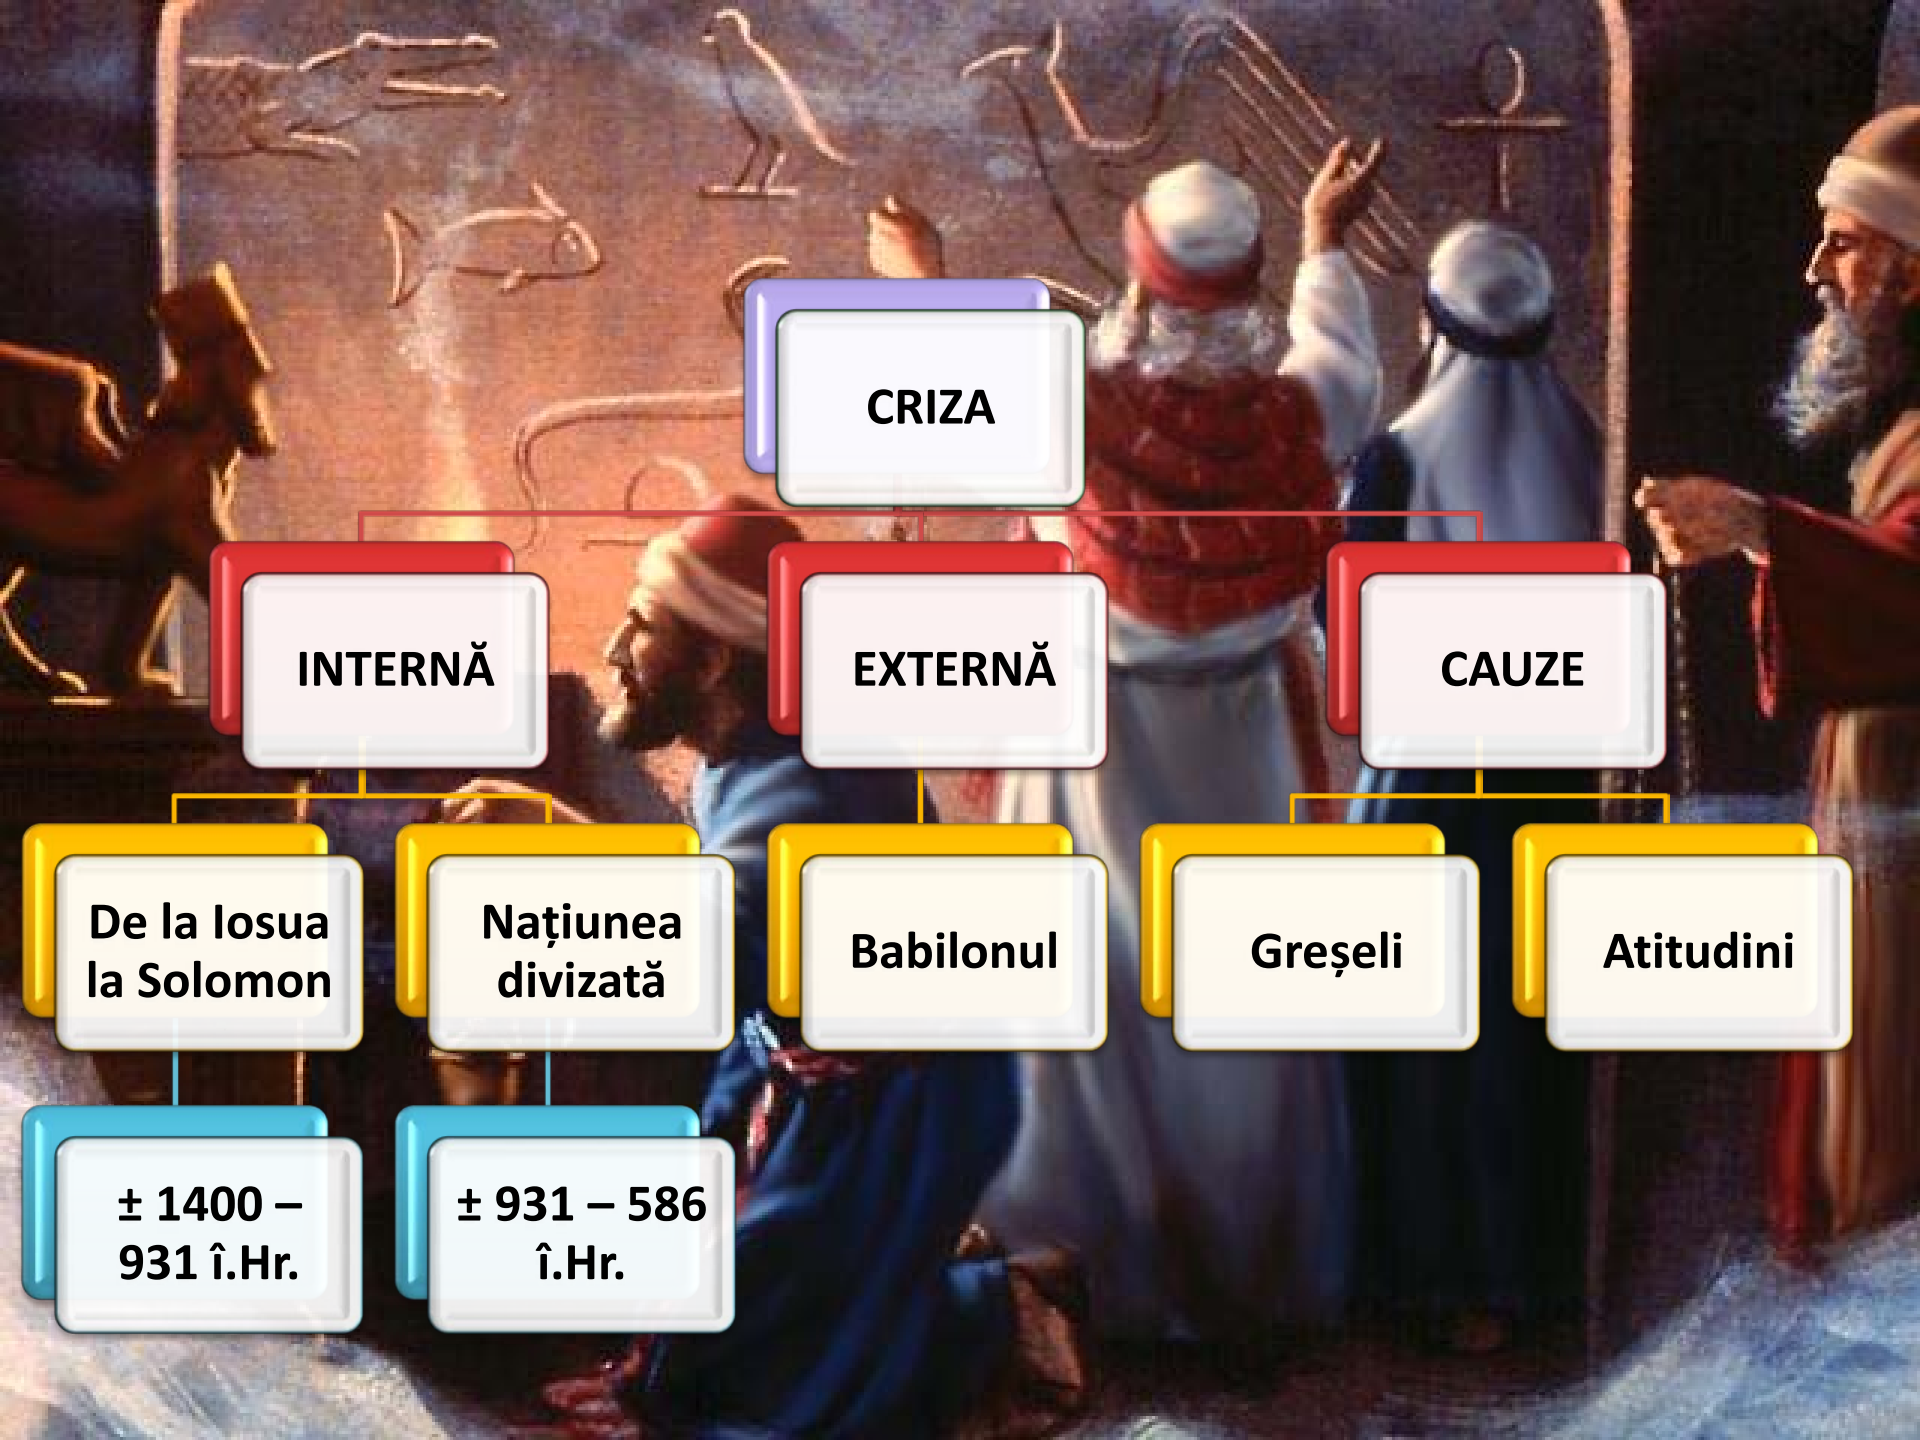 CRIZA
INTERNĂ
EXTERNĂ
CAUZE
De la Iosua
la Solomon
Națiunea
divizată
Babilonul
Greșeli
Atitudini
± 1400 –
931 î.Hr.
± 931 – 586
î.Hr.